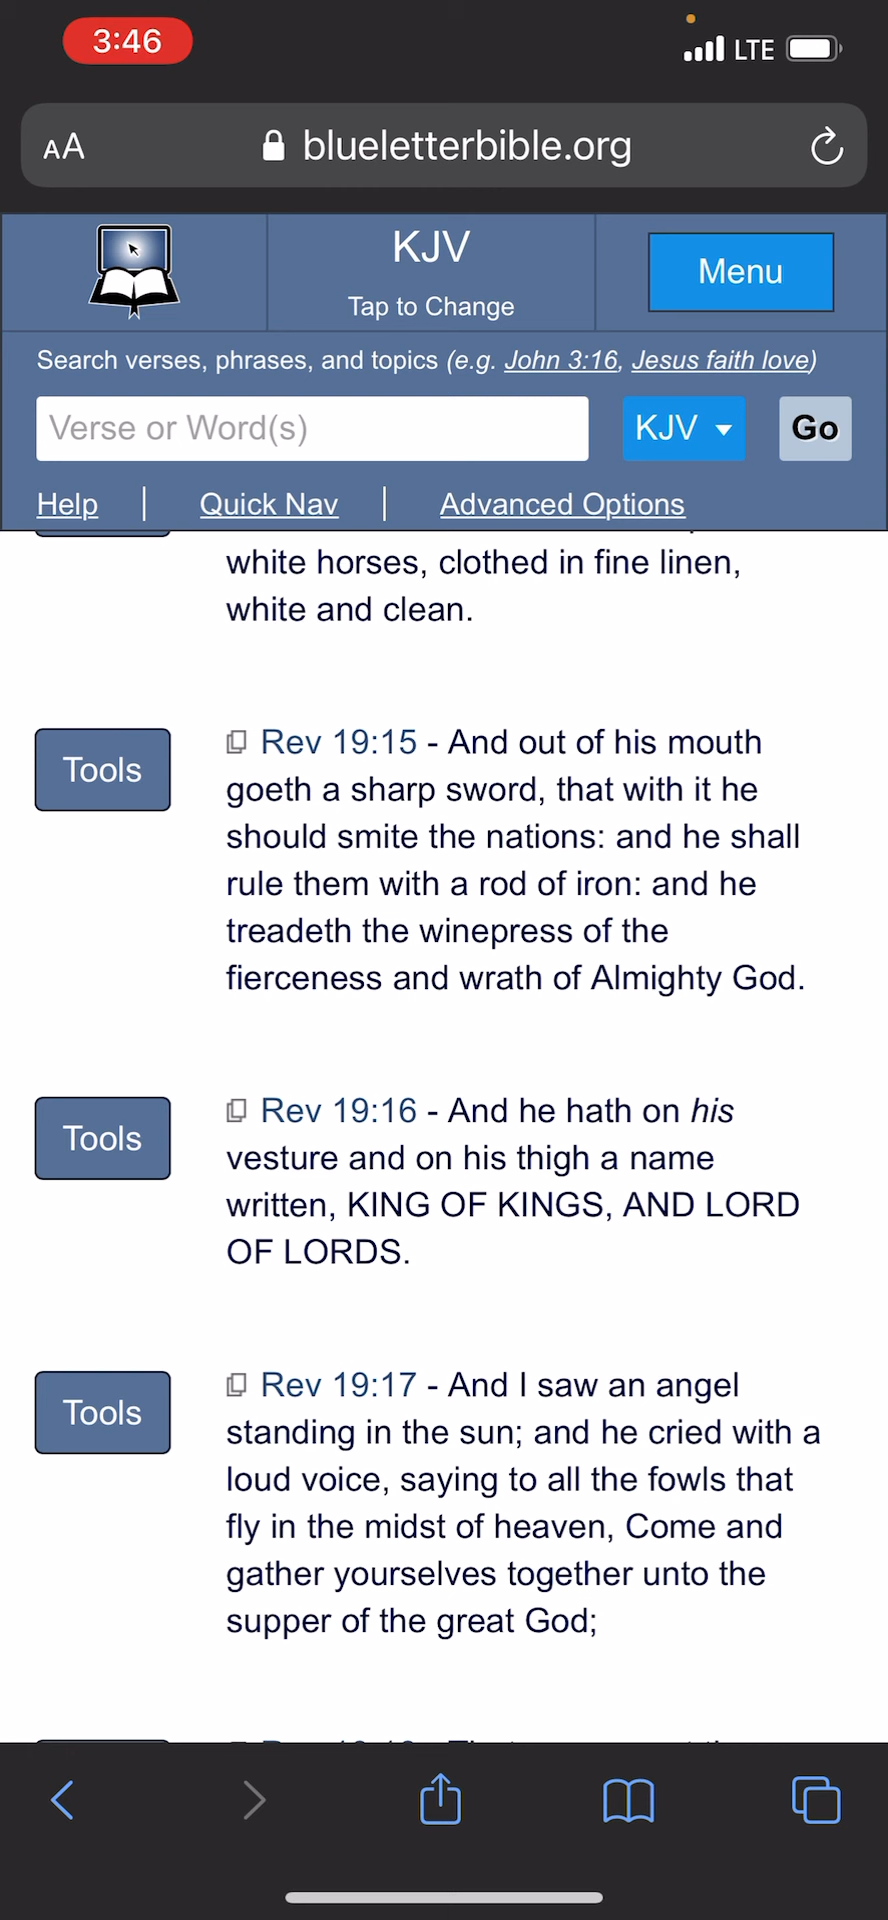 3:46
LTE
AA
blueletterbible.org
KJV
Tap to Change
Menu
Search verses, phrases, and topics (e.g. John 3:16, Jesus faith love)
Verse or Word(s)
KJV
Go
Help | Quick Nav | Advanced Options
white horses, clothed in fine linen,
white and clean.
Tools
Rev 19:15 - And out of his mouth
goeth a sharp sword, that with it he
should smite the nations: and he shall
rule them with a rod of iron: and he
treadeth the winepress of the
fierceness and wrath of Almighty God.
Tools
Rev 19:16 - And he hath on his
vesture and on his thigh a name
written, KING OF KINGS, AND LORD
OF LORDS.
Tools
Rev 19:17 - And I saw an angel
standing in the sun; and he cried with a
loud voice, saying to all the fowls that
fly in the midst of heaven, Come and
gather yourselves together unto the
supper of the great God;